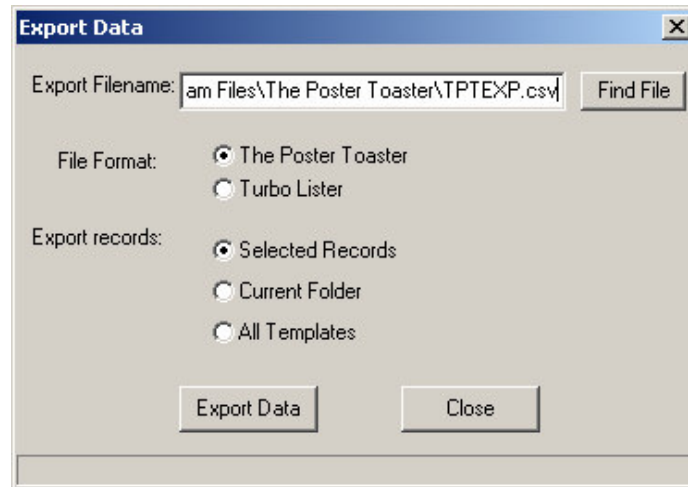 Export Data
Export Filename: am Files\The Poster Toaster\TPTEXP.csv Find File
File Format: The Poster Toaster
Turbo Lister
Export records: Selected Records
Current Folder
All Templates
Export Data Close